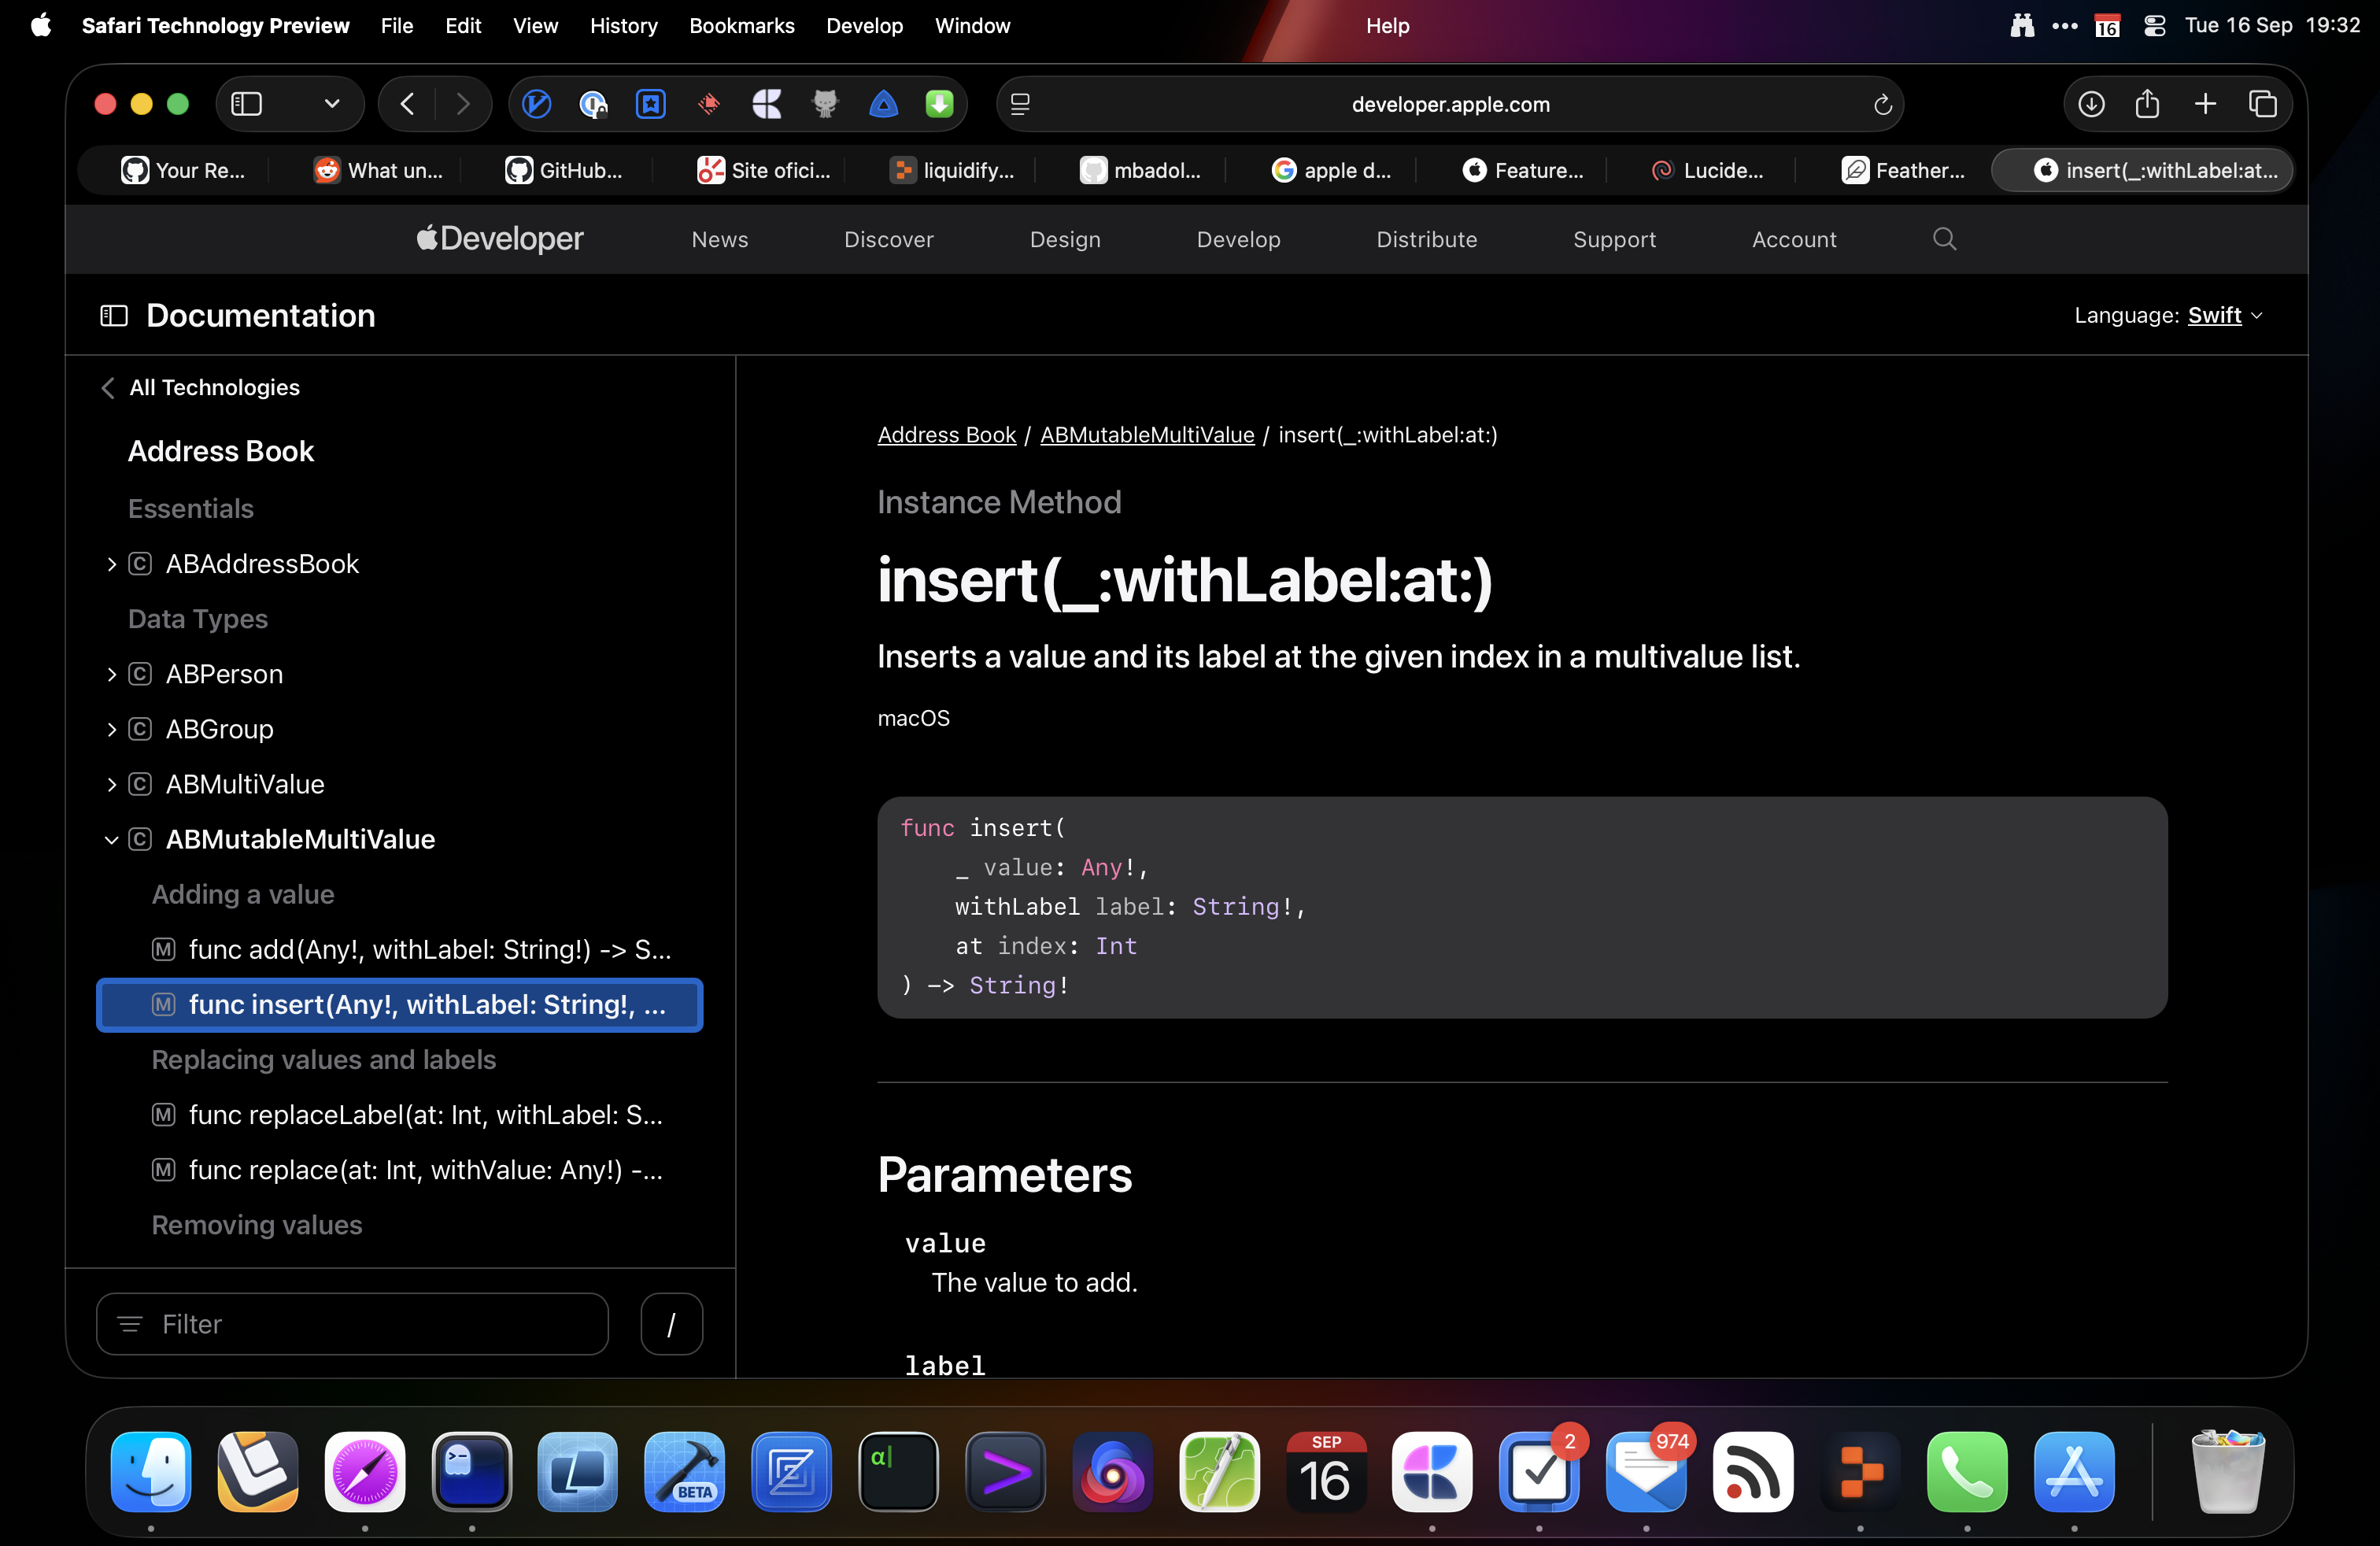 Safari Technology Preview File Edit View History Bookmarks Develop Window Help 16 Tue 16 Sep 19:32
developer.apple.com
Your Re... What un... GitHub... Site ofici... liquidify... mbadol... apple d... Feature... Lucide... Feather... insert(_:withLabel:at...
Developer News Discover Design Develop Distribute Support Account
Documentation
Language: Swift
All Technologies
Address Book
Essentials
C ABAddressBook
Data Types
C ABPerson
C ABGroup
C ABMultiValue
C ABMutableMultiValue
Adding a value
M func add(Any!, withLabel: String!) -> S...
M func insert(Any!, withLabel: String!, ...
Replacing values and labels
M func replaceLabel(at: Int, withLabel: S...
M func replace(at: Int, withValue: Any!) -...
Removing values
Filter /
Address Book / ABMutableMultiValue / insert(_:withLabel:at:)
Instance Method
insert(_:withLabel:at:)
Inserts a value and its label at the given index in a multivalue list.
macOS
func insert(
_ value: Any!,
withLabel label: String!,
at index: Int
) -> String!
Parameters
value
The value to add.
label
BETA
α|
SEP
16
2
974